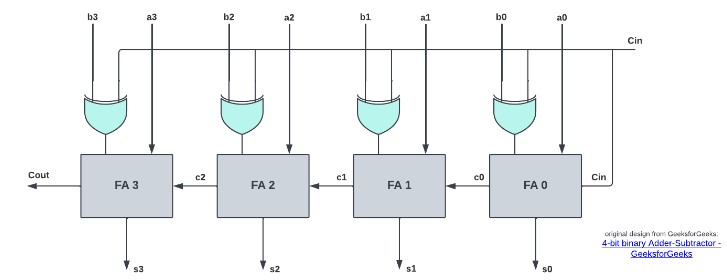 b3 a3 b2 a2 b1 a1 b0 a0
Cin
Cout FA 3 c2 FA 2 c1 FA 1 c0 FA 0 Cin
s3 s2 s1 s0
original design from GeeksforGeeks:
4-bit binary Adder-Subtractor -
GeeksforGeeks